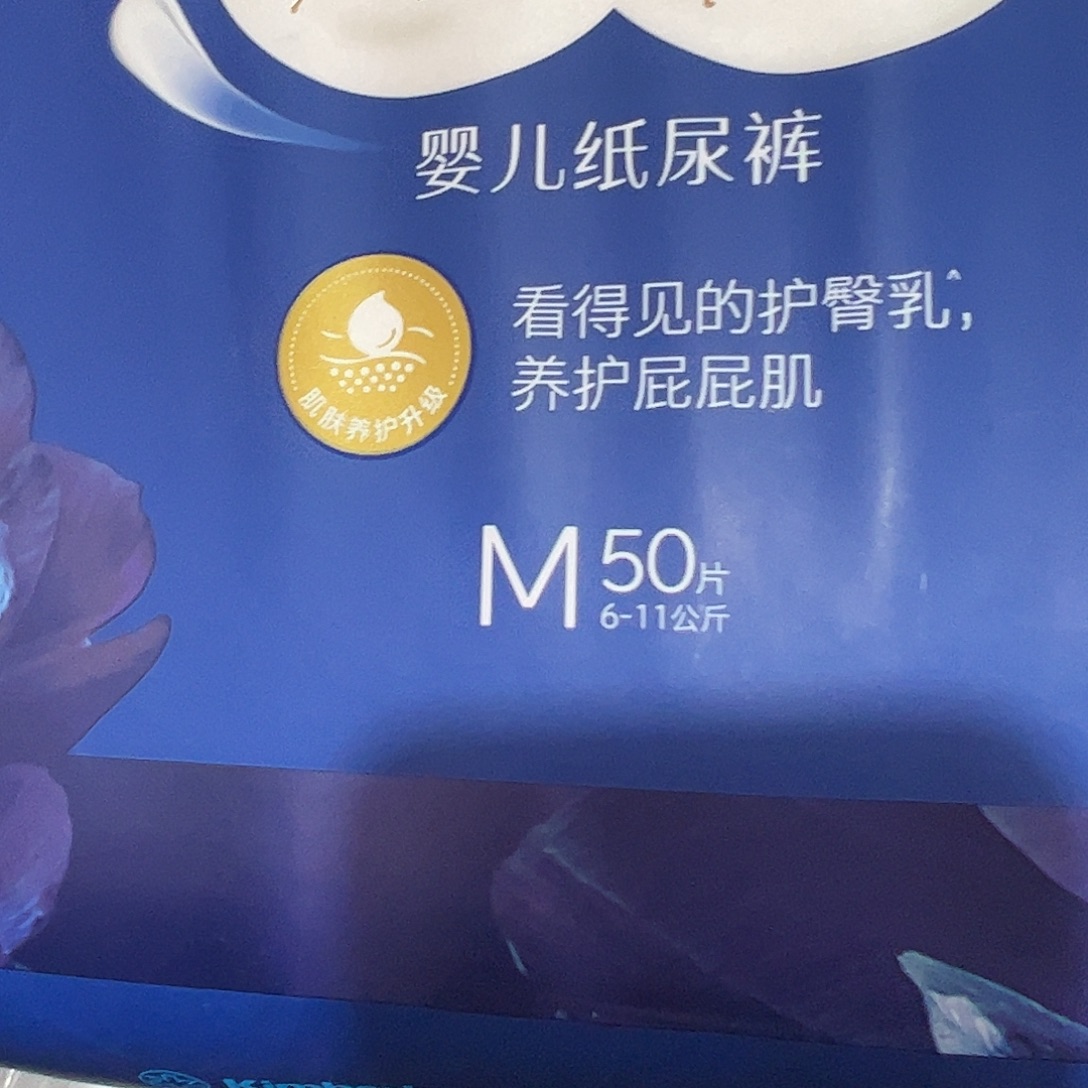 婴儿纸尿裤
看得见的护臀乳^,
养护屁屁肌
肌肤养护升级
M 50片
6-11公斤